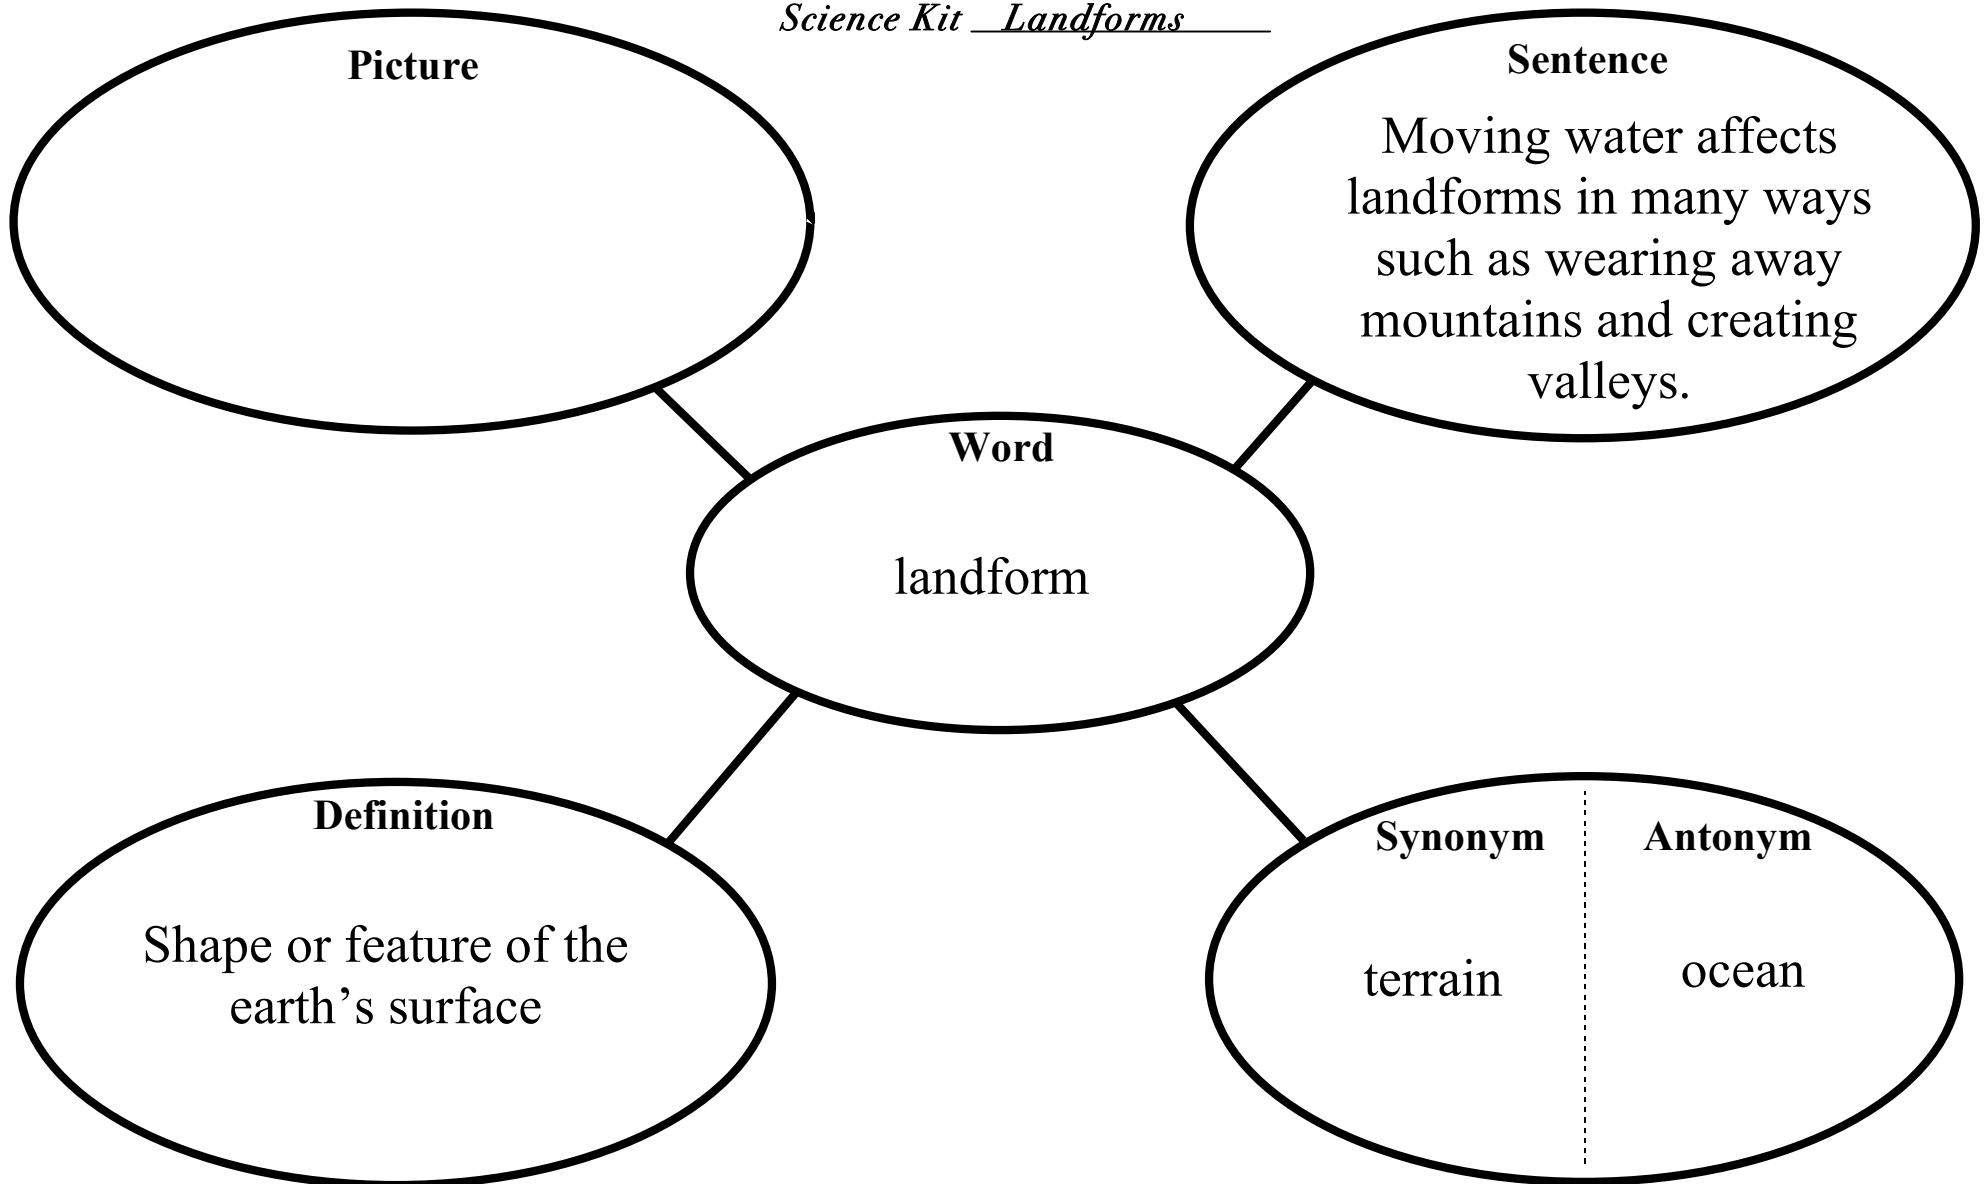 Science Kit Landforms
Picture
Sentence
Moving water affects
landforms in many ways
such as wearing away
mountains and creating
valleys.
Word
landform
Definition
Shape or feature of the
earth’s surface
Synonym
Antonym
terrain
ocean